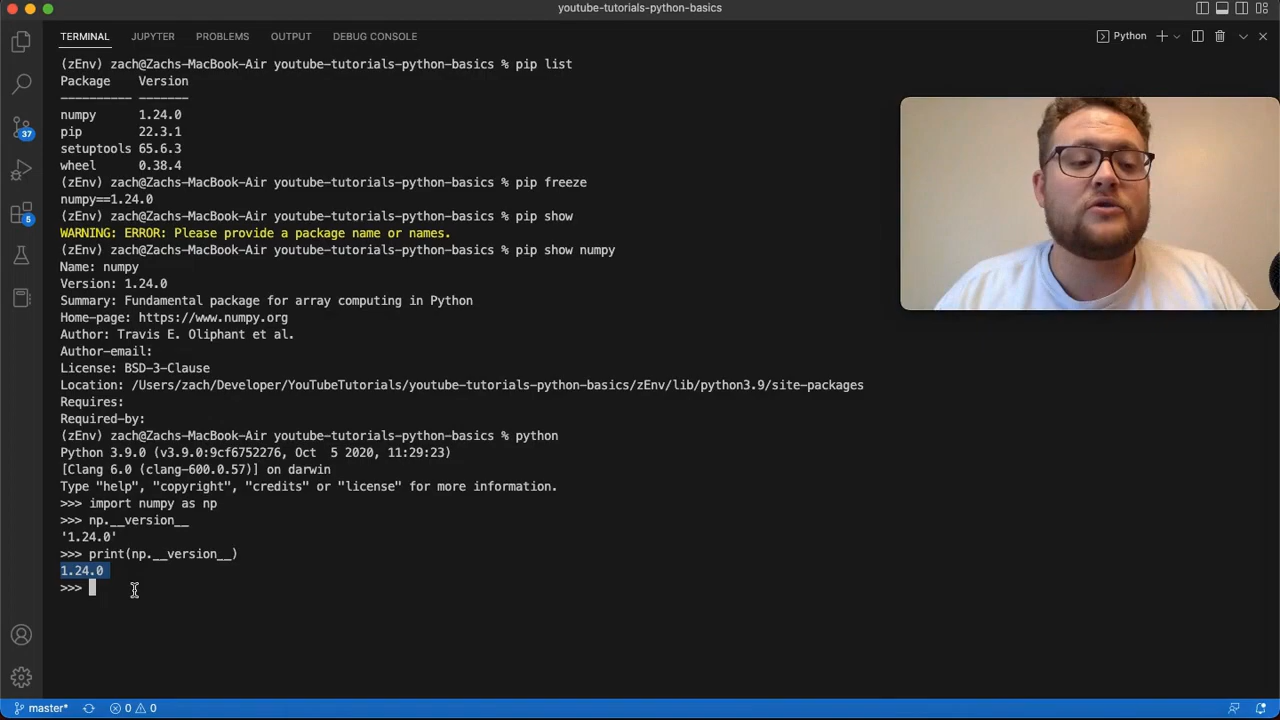 youtube-tutorials-python-basics
TERMINAL JUPYTER PROBLEMS OUTPUT DEBUG CONSOLE Python
(zEnv) zach@Zachs-MacBook-Air youtube-tutorials-python-basics % pip list
Package Version
---------- -------
numpy 1.24.0
pip 22.3.1
setuptools 65.6.3
wheel 0.38.4
(zEnv) zach@Zachs-MacBook-Air youtube-tutorials-python-basics % pip freeze
numpy==1.24.0
(zEnv) zach@Zachs-MacBook-Air youtube-tutorials-python-basics % pip show
WARNING: ERROR: Please provide a package name or names.
(zEnv) zach@Zachs-MacBook-Air youtube-tutorials-python-basics % pip show numpy
Name: numpy
Version: 1.24.0
Summary: Fundamental package for array computing in Python
Home-page: https://www.numpy.org
Author: Travis E. Oliphant et al.
Author-email:
License: BSD-3-Clause
Location: /Users/zach/Developer/YouTubeTutorials/youtube-tutorials-python-basics/zEnv/lib/python3.9/site-packages
Requires:
Required-by:
(zEnv) zach@Zachs-MacBook-Air youtube-tutorials-python-basics % python
Python 3.9.0 (v3.9.0:9cf6752276, Oct  5 2020, 11:29:23)
[Clang 6.0 (clang-600.0.57)] on darwin
Type "help", "copyright", "credits" or "license" for more information.
>>> import numpy as np
>>> np.__version__
'1.24.0'
>>> print(np.__version__)
1.24.0
>>>
37
6
master* 0 0